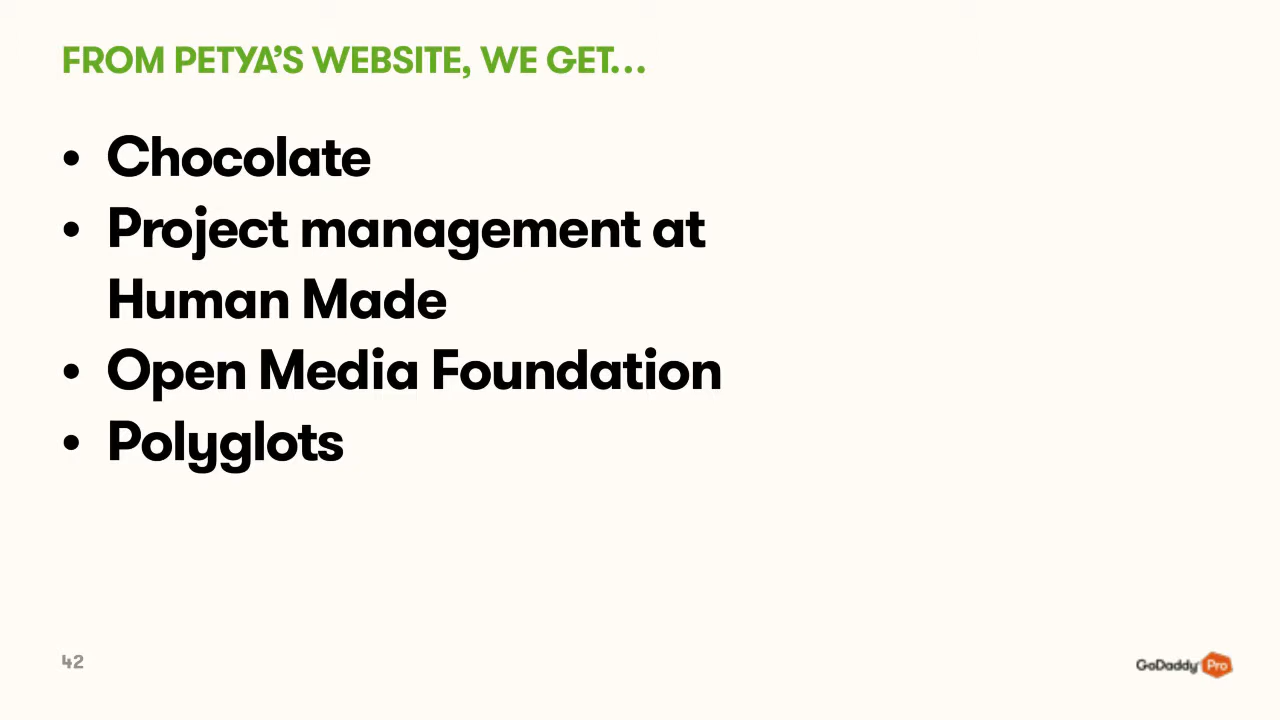 FROM PETYA’S WEBSITE, WE GET…
• Chocolate
• Project management at
Human Made
• Open Media Foundation
• Polyglots
42
GoDaddy Pro